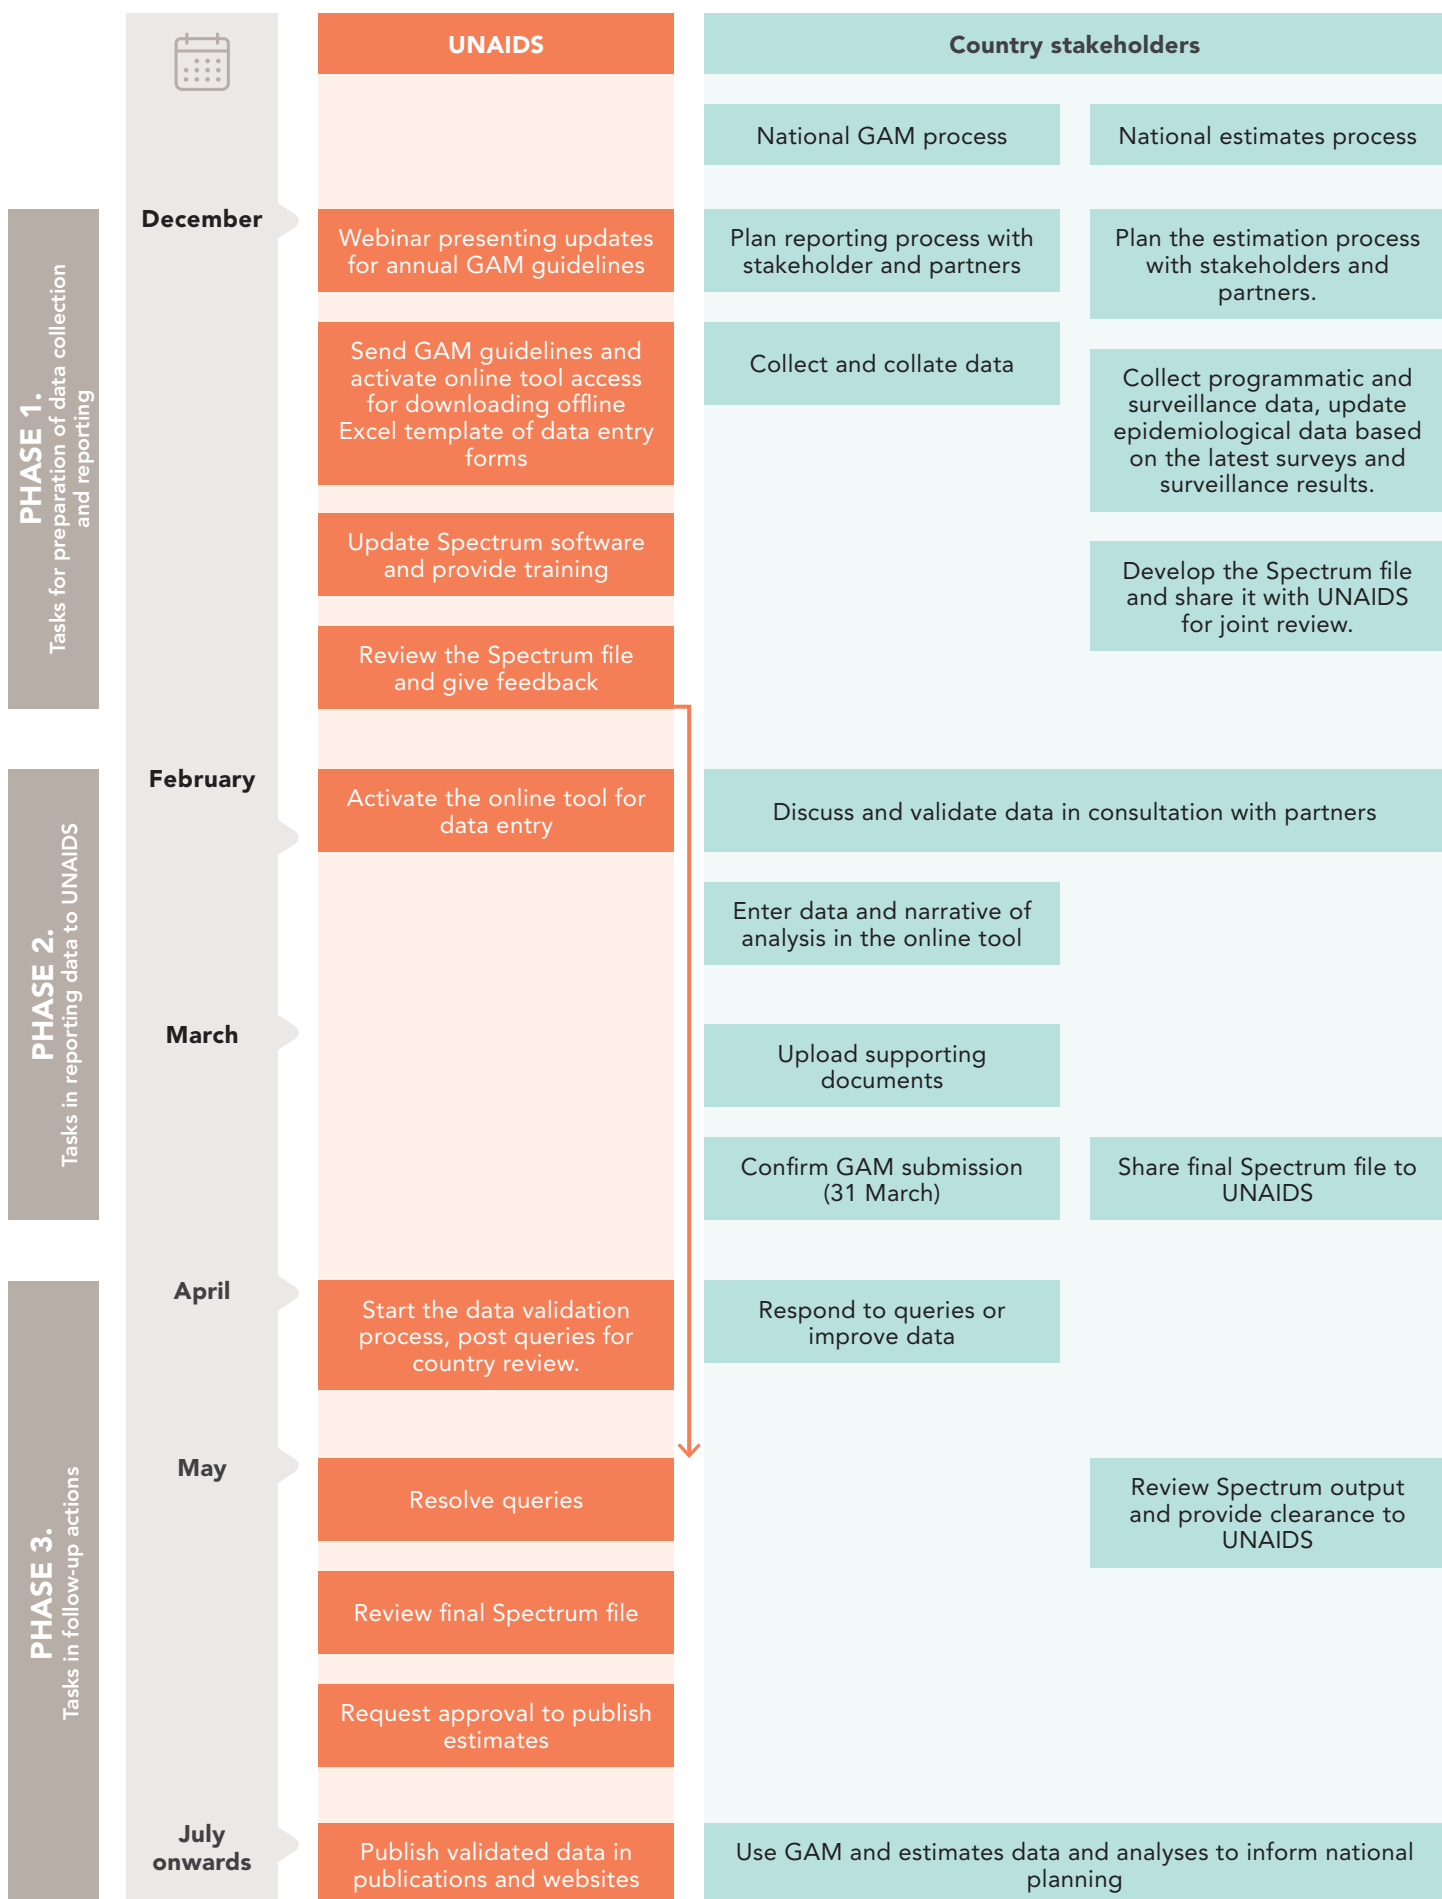 UNAIDS
Country stakeholders
National GAM process
National estimates process
PHASE 1.
Tasks for preparation of data collection
and reporting
December
Webinar presenting updates
for annual GAM guidelines
Plan reporting process with
stakeholder and partners
Plan the estimation process
with stakeholders and
partners.
Send GAM guidelines and
activate online tool access
for downloading offline
Excel template of data entry
forms
Collect and collate data
Collect programmatic and
surveillance data, update
epidemiological data based
on the latest surveys and
surveillance results.
Update Spectrum software
and provide training
Develop the Spectrum file
and share it with UNAIDS
for joint review.
Review the Spectrum file
and give feedback
PHASE 2.
Tasks in reporting data to UNAIDS
February
Activate the online tool for
data entry
Discuss and validate data in consultation with partners
Enter data and narrative of
analysis in the online tool
March
Upload supporting
documents
Confirm GAM submission
(31 March)
Share final Spectrum file to
UNAIDS
PHASE 3.
Tasks in follow-up actions
April
Start the data validation
process, post queries for
country review.
Respond to queries or
improve data
May
Resolve queries
Review Spectrum output
and provide clearance to
UNAIDS
Review final Spectrum file
Request approval to publish
estimates
July
onwards
Publish validated data in
publications and websites
Use GAM and estimates data and analyses to inform national
planning